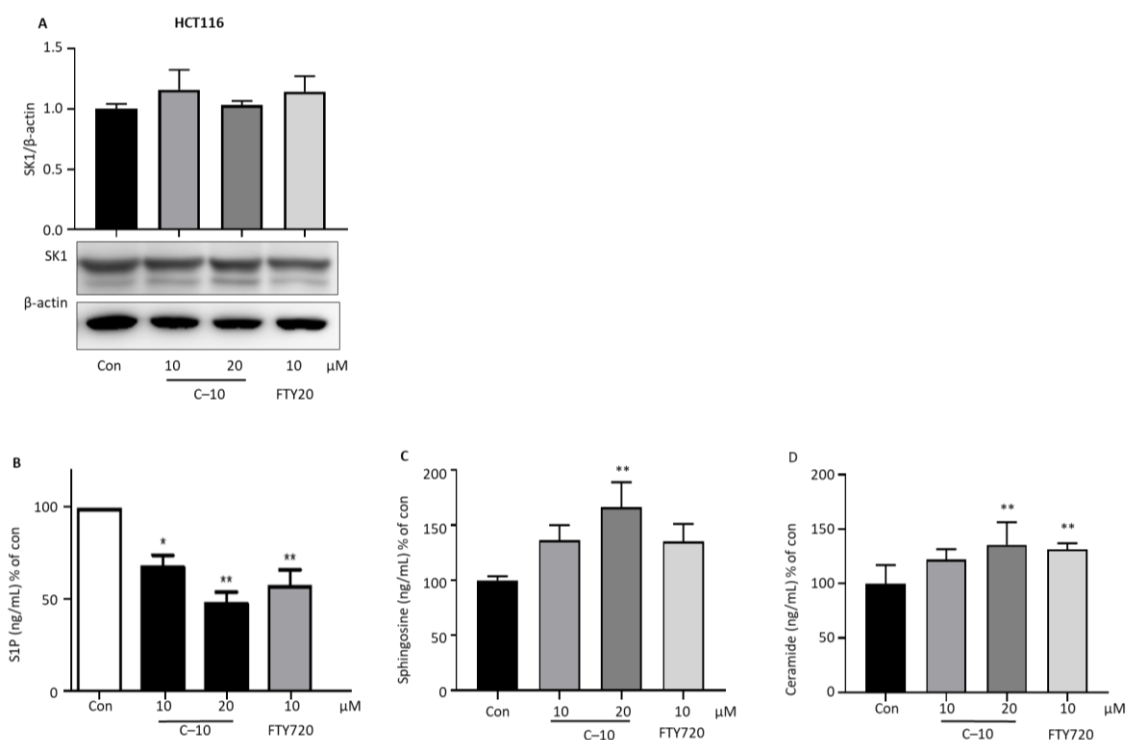 A
HCT116
1.5
1.0
0.5
0.0
SK1/β-actin
SK1
β-actin
Con 10 20 10 μM
C–10 FTY20
B
100
50
0
S1P (ng/mL) % of con
* ** **
Con 10 20 10 μM
C–10 FTY720
C
200
150
100
50
0
Sphingosine (ng/mL) % of con
**
Con 10 20 10 μM
C–10 FTY720
D
200
150
100
50
0
Ceramide (ng/mL) % of con
** **
Con 10 20 10 μM
C–10 FTY720